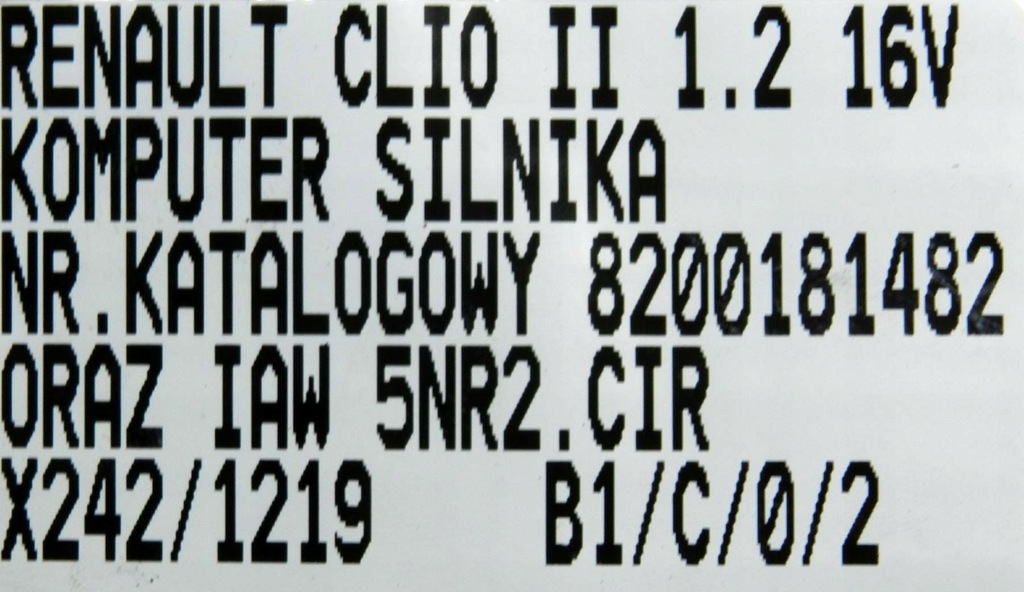 RENAULT CLIO II 1.2 16V
KOMPUTER SILNIKA
NR.KATALOGOWY 8200181482
ORAZ IAW 5NR2.CIR
X242/1219 B1/C/0/2